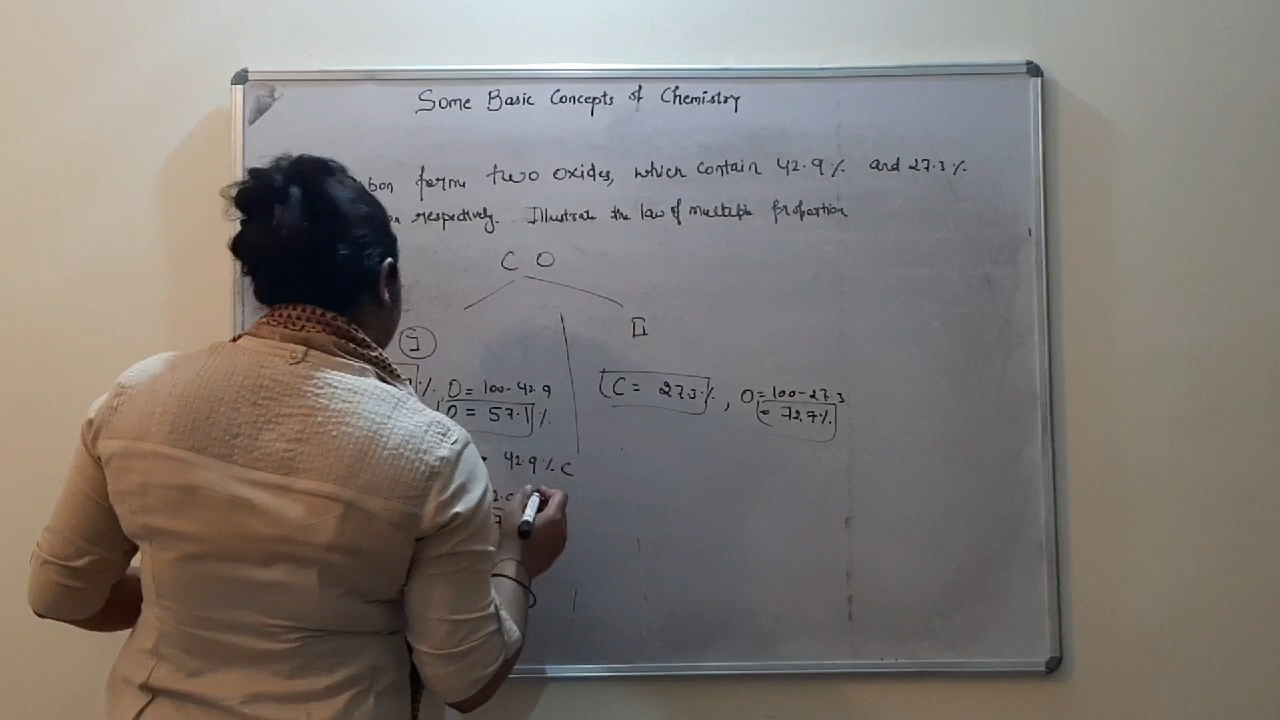 Some Basic Concepts of Chemistry
bon forms two oxides, which contain 42.9% and 27.3%
respectively. Illustrate the law of multiple proportion
C O
I
II
%, O = 100-42.9
O = 57.1%
C = 27.3%, O = 100-27.3
= 72.7%
42.9% C